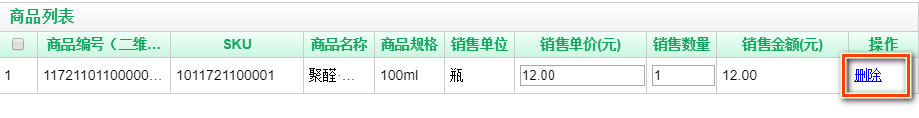 商品列表
商品编号（二维... SKU 商品名称 商品规格 销售单位 销售单价(元) 销售数量 销售金额(元) 操作
1 11721101100000... 1011721100001 聚醛·... 100ml 瓶 12.00 1 12.00 删除